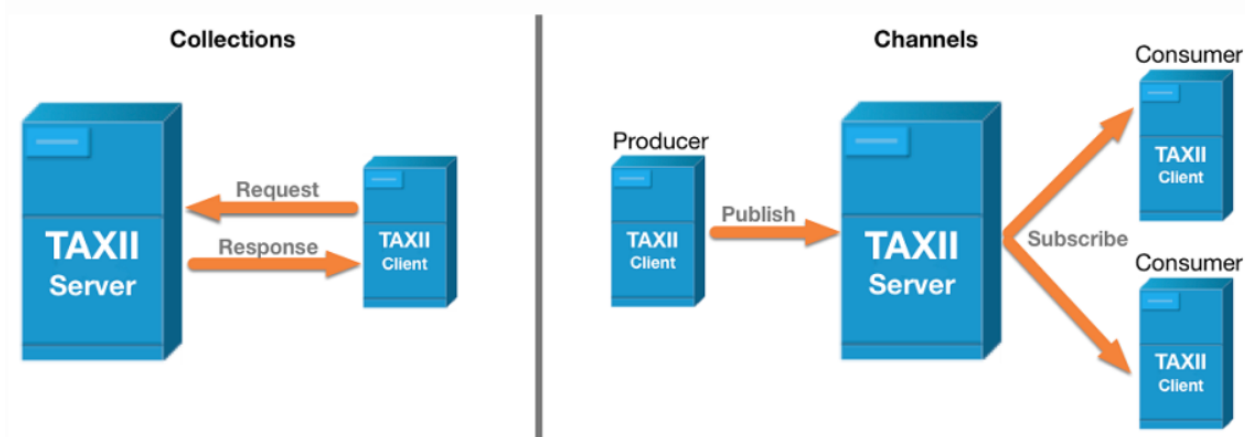 Collections
TAXII
Server
Request
Response
TAXII
Client
Channels
Producer
TAXII
Client
Publish
TAXII
Server
Subscribe
Consumer
TAXII
Client
Consumer
TAXII
Client